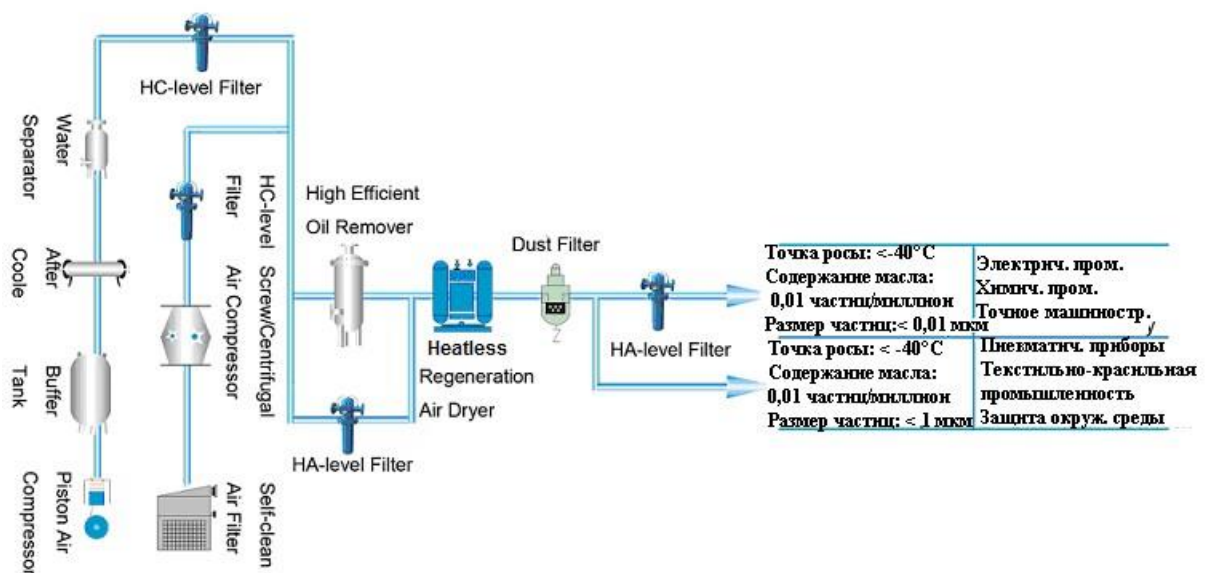 HC-level Filter
Water
Separator
After
Coole
Buffer
Tank
Piston Air
Compressor
HC-level
Filter
Screw/Centrifugal
Air Compressor
Self-clean
Air Filter
High Efficient
Oil Remover
HA-level Filter
Heatless
Regeneration
Air Dryer
Dust Filter
HA-level Filter
Точка росы: <-40°C
Содержание масла:
0,01 частиц/миллион
Размер частиц:< 0,01 мкм
Электрич. пром.
Химич. пром.
Точное машиностр.
у
Точка росы: < -40°C
Содержание масла:
0,01 частиц/миллион
Размер частиц: < 1 мкм
Пневматич. приборы
Текстильно-красильная
промышленность
Защита окруж. среды